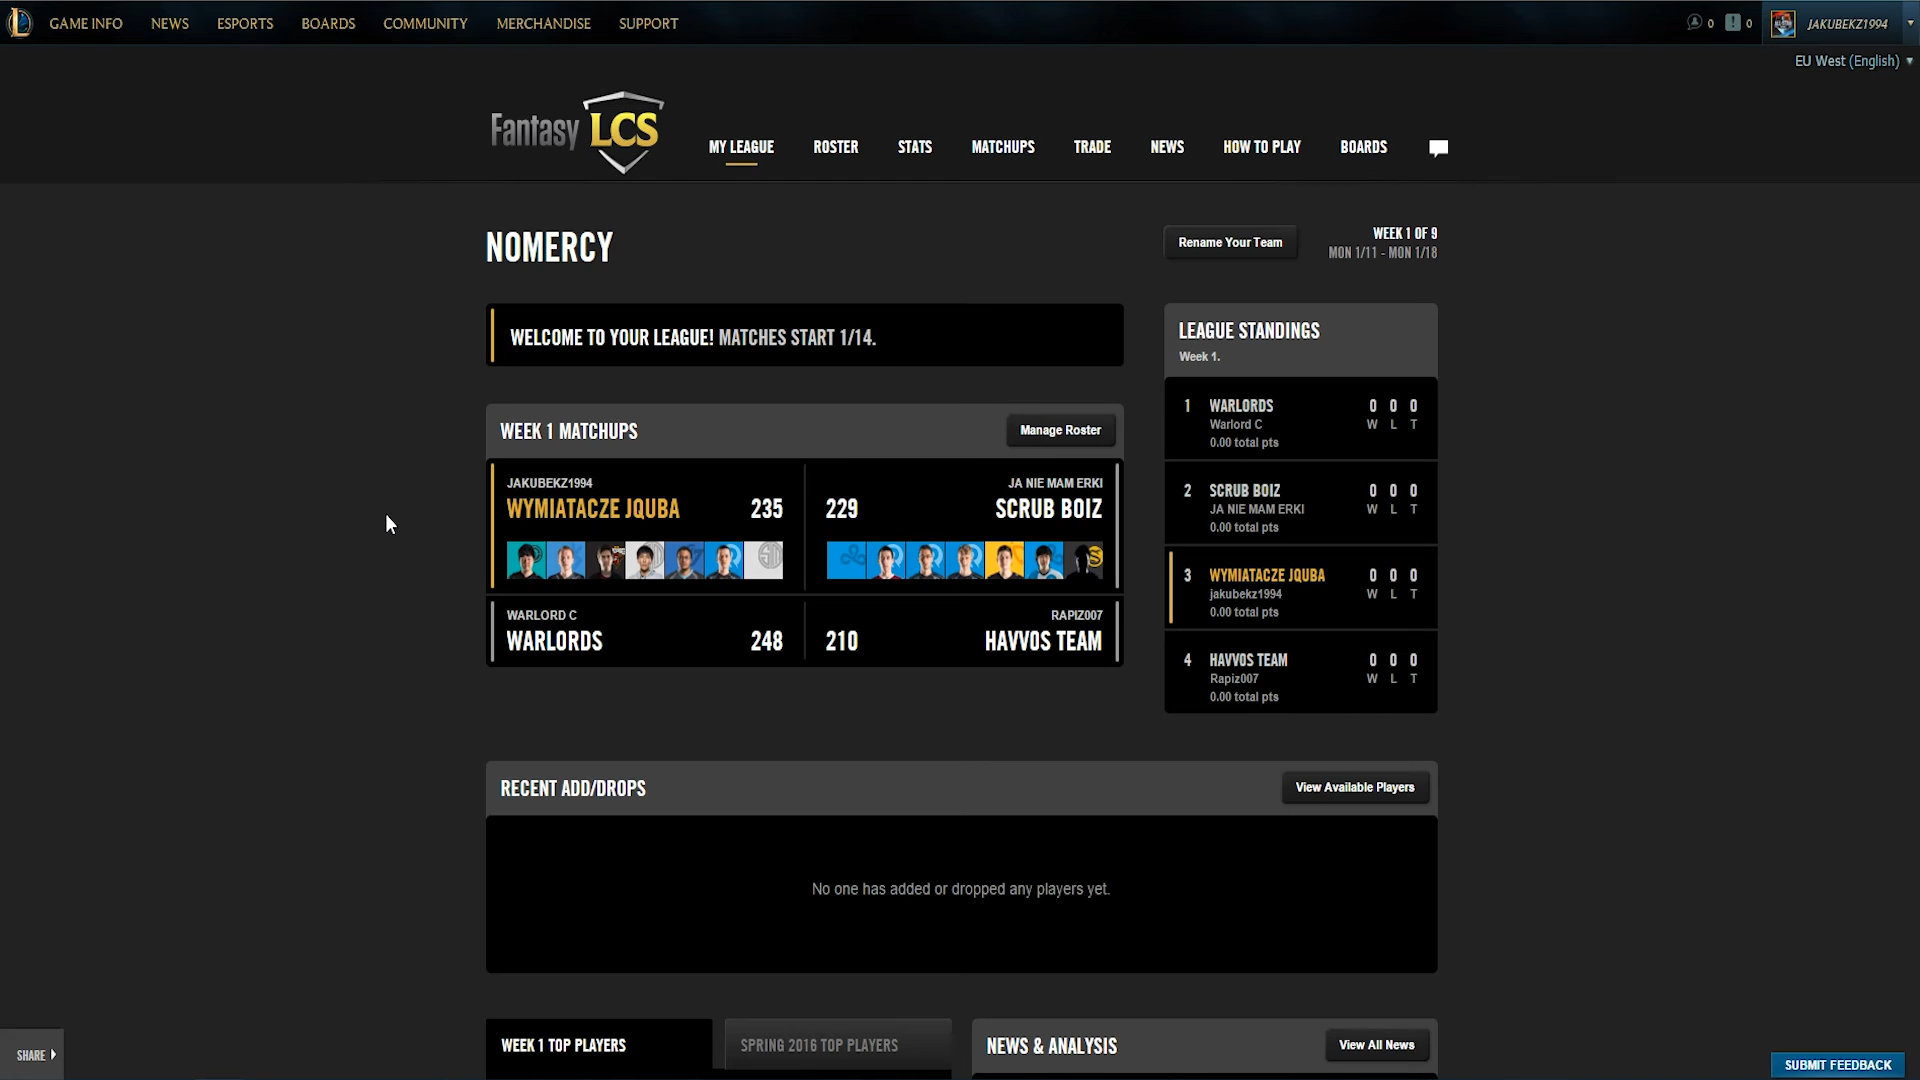 GAME INFO NEWS ESPORTS BOARDS COMMUNITY MERCHANDISE SUPPORT 0 0 JAKUBEKZ1994
EU West (English)
Fantasy LCS
MY LEAGUE ROSTER STATS MATCHUPS TRADE NEWS HOW TO PLAY BOARDS
NOMERCY
Rename Your Team
WEEK 1 OF 9
MON 1/11 - MON 1/18
WELCOME TO YOUR LEAGUE! MATCHES START 1/14.
WEEK 1 MATCHUPS
Manage Roster
JAKUBEKZ1994
WYMIATACZE JQUBA 235
JA NIE MAM ERKI
229 SCRUB BOIZ
WARLORD C
WARLORDS 248
RAPIZ007
210 HAVVOS TEAM
LEAGUE STANDINGS
Week 1.
1 WARLORDS 0 0 0
Warlord C W L T
0.00 total pts
2 SCRUB BOIZ 0 0 0
JA NIE MAM ERKI W L T
0.00 total pts
3 WYMIATACZE JQUBA 0 0 0
jakubekz1994 W L T
0.00 total pts
4 HAVVOS TEAM 0 0 0
Rapiz007 W L T
0.00 total pts
RECENT ADD/DROPS
View Available Players
No one has added or dropped any players yet.
WEEK 1 TOP PLAYERS
SPRING 2016 TOP PLAYERS
NEWS & ANALYSIS
View All News
SHARE
SUBMIT FEEDBACK